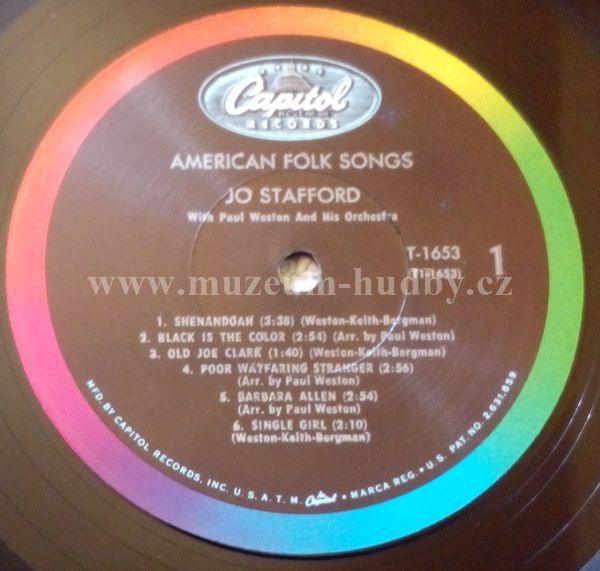 Capitol
RECORDS
AMERICAN FOLK SONGS
JO STAFFORD
With Paul Weston And His Orchestra
T-1653
(T1-1653)
1
www.muzeum-hudby.cz
1. SHENANDOAH (3:38) (Weston-Keith-Bergman)
2. BLACK IS THE COLOR (2:54) (Arr. by Paul Weston)
3. OLD JOE CLARK (1:40) (Weston-Keith-Bergman)
4. POOR WAYFARING STRANGER (2:56)
(Arr. by Paul Weston)
5. BARBARA ALLEN (2:54)
(Arr. by Paul Weston)
6. SINGLE GIRL (2:10)
(Weston-Keith-Bergman)
MFD. BY CAPITOL RECORDS, INC. U.S.A. T.M. Capitol • MARCA REG. • U.S. PAT. NO. 2,631,859